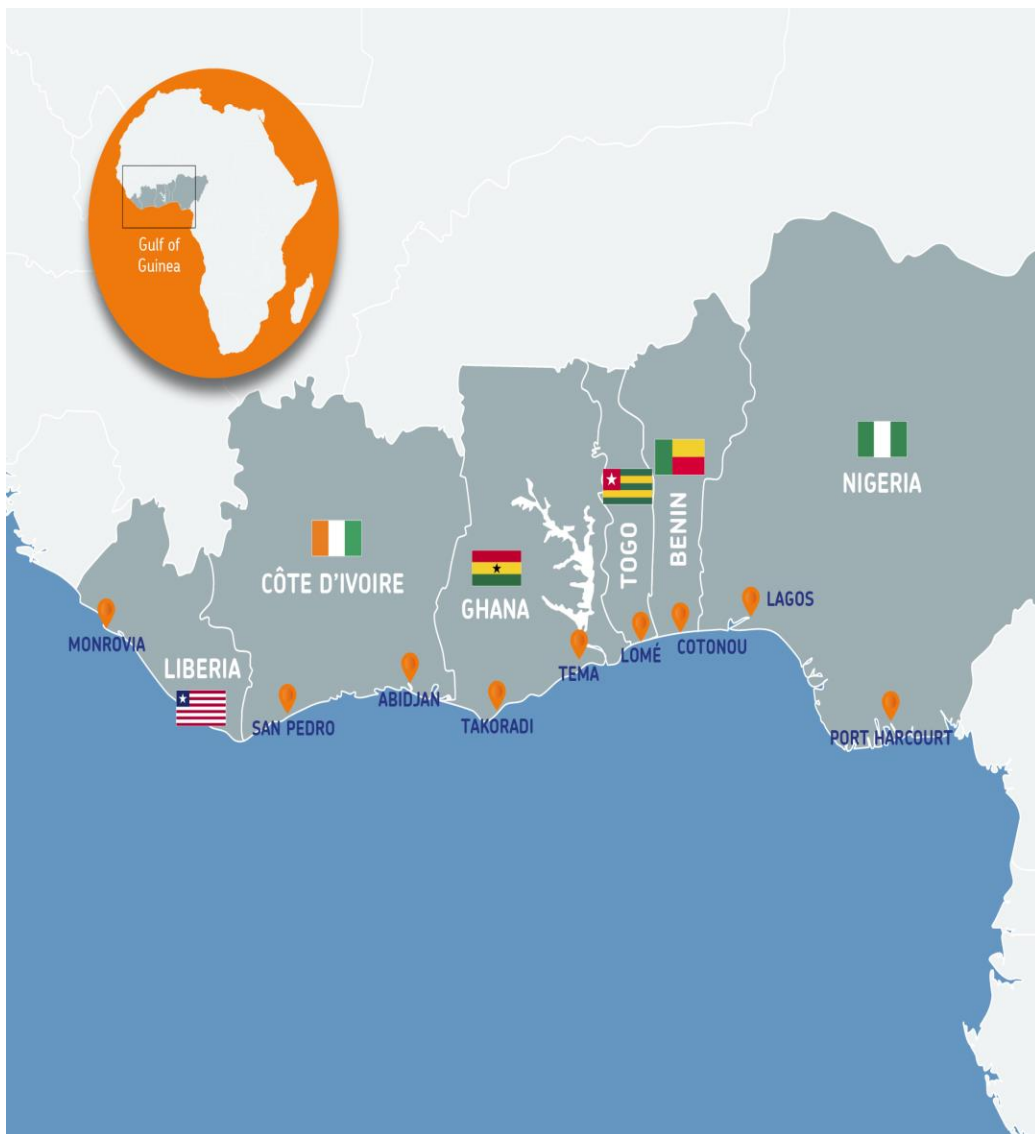 Gulf of
Guinea
NIGERIA
BENIN
TOGO
CÔTE D'IVOIRE
GHANA
LAGOS
MONROVIA
LOMÉ
COTONOU
LIBERIA
TEMA
ABIDJAN
SAN PEDRO
TAKORADI
PORT HARCOURT